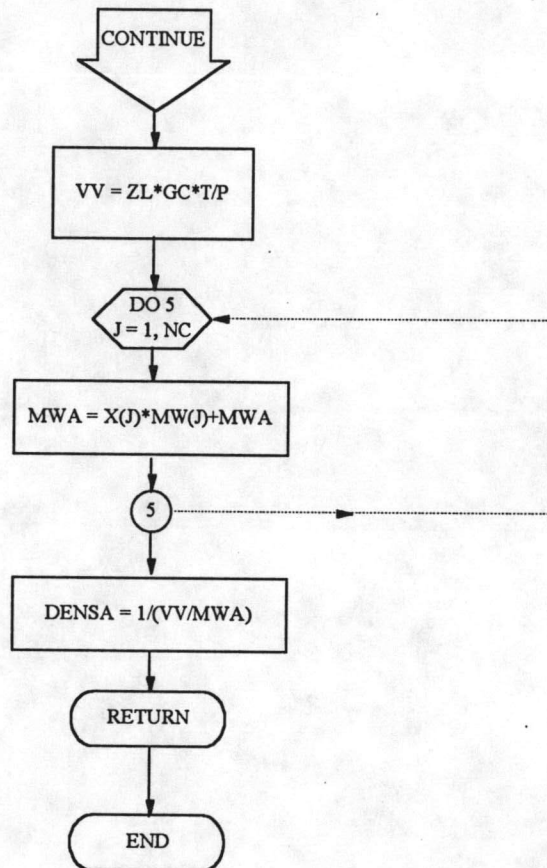 CONTINUE
VV = ZL*GC*T/P
DO 5
J = 1, NC
MWA = X(J)*MW(J)+MWA
5
DENSA = 1/(VV/MWA)
RETURN
END